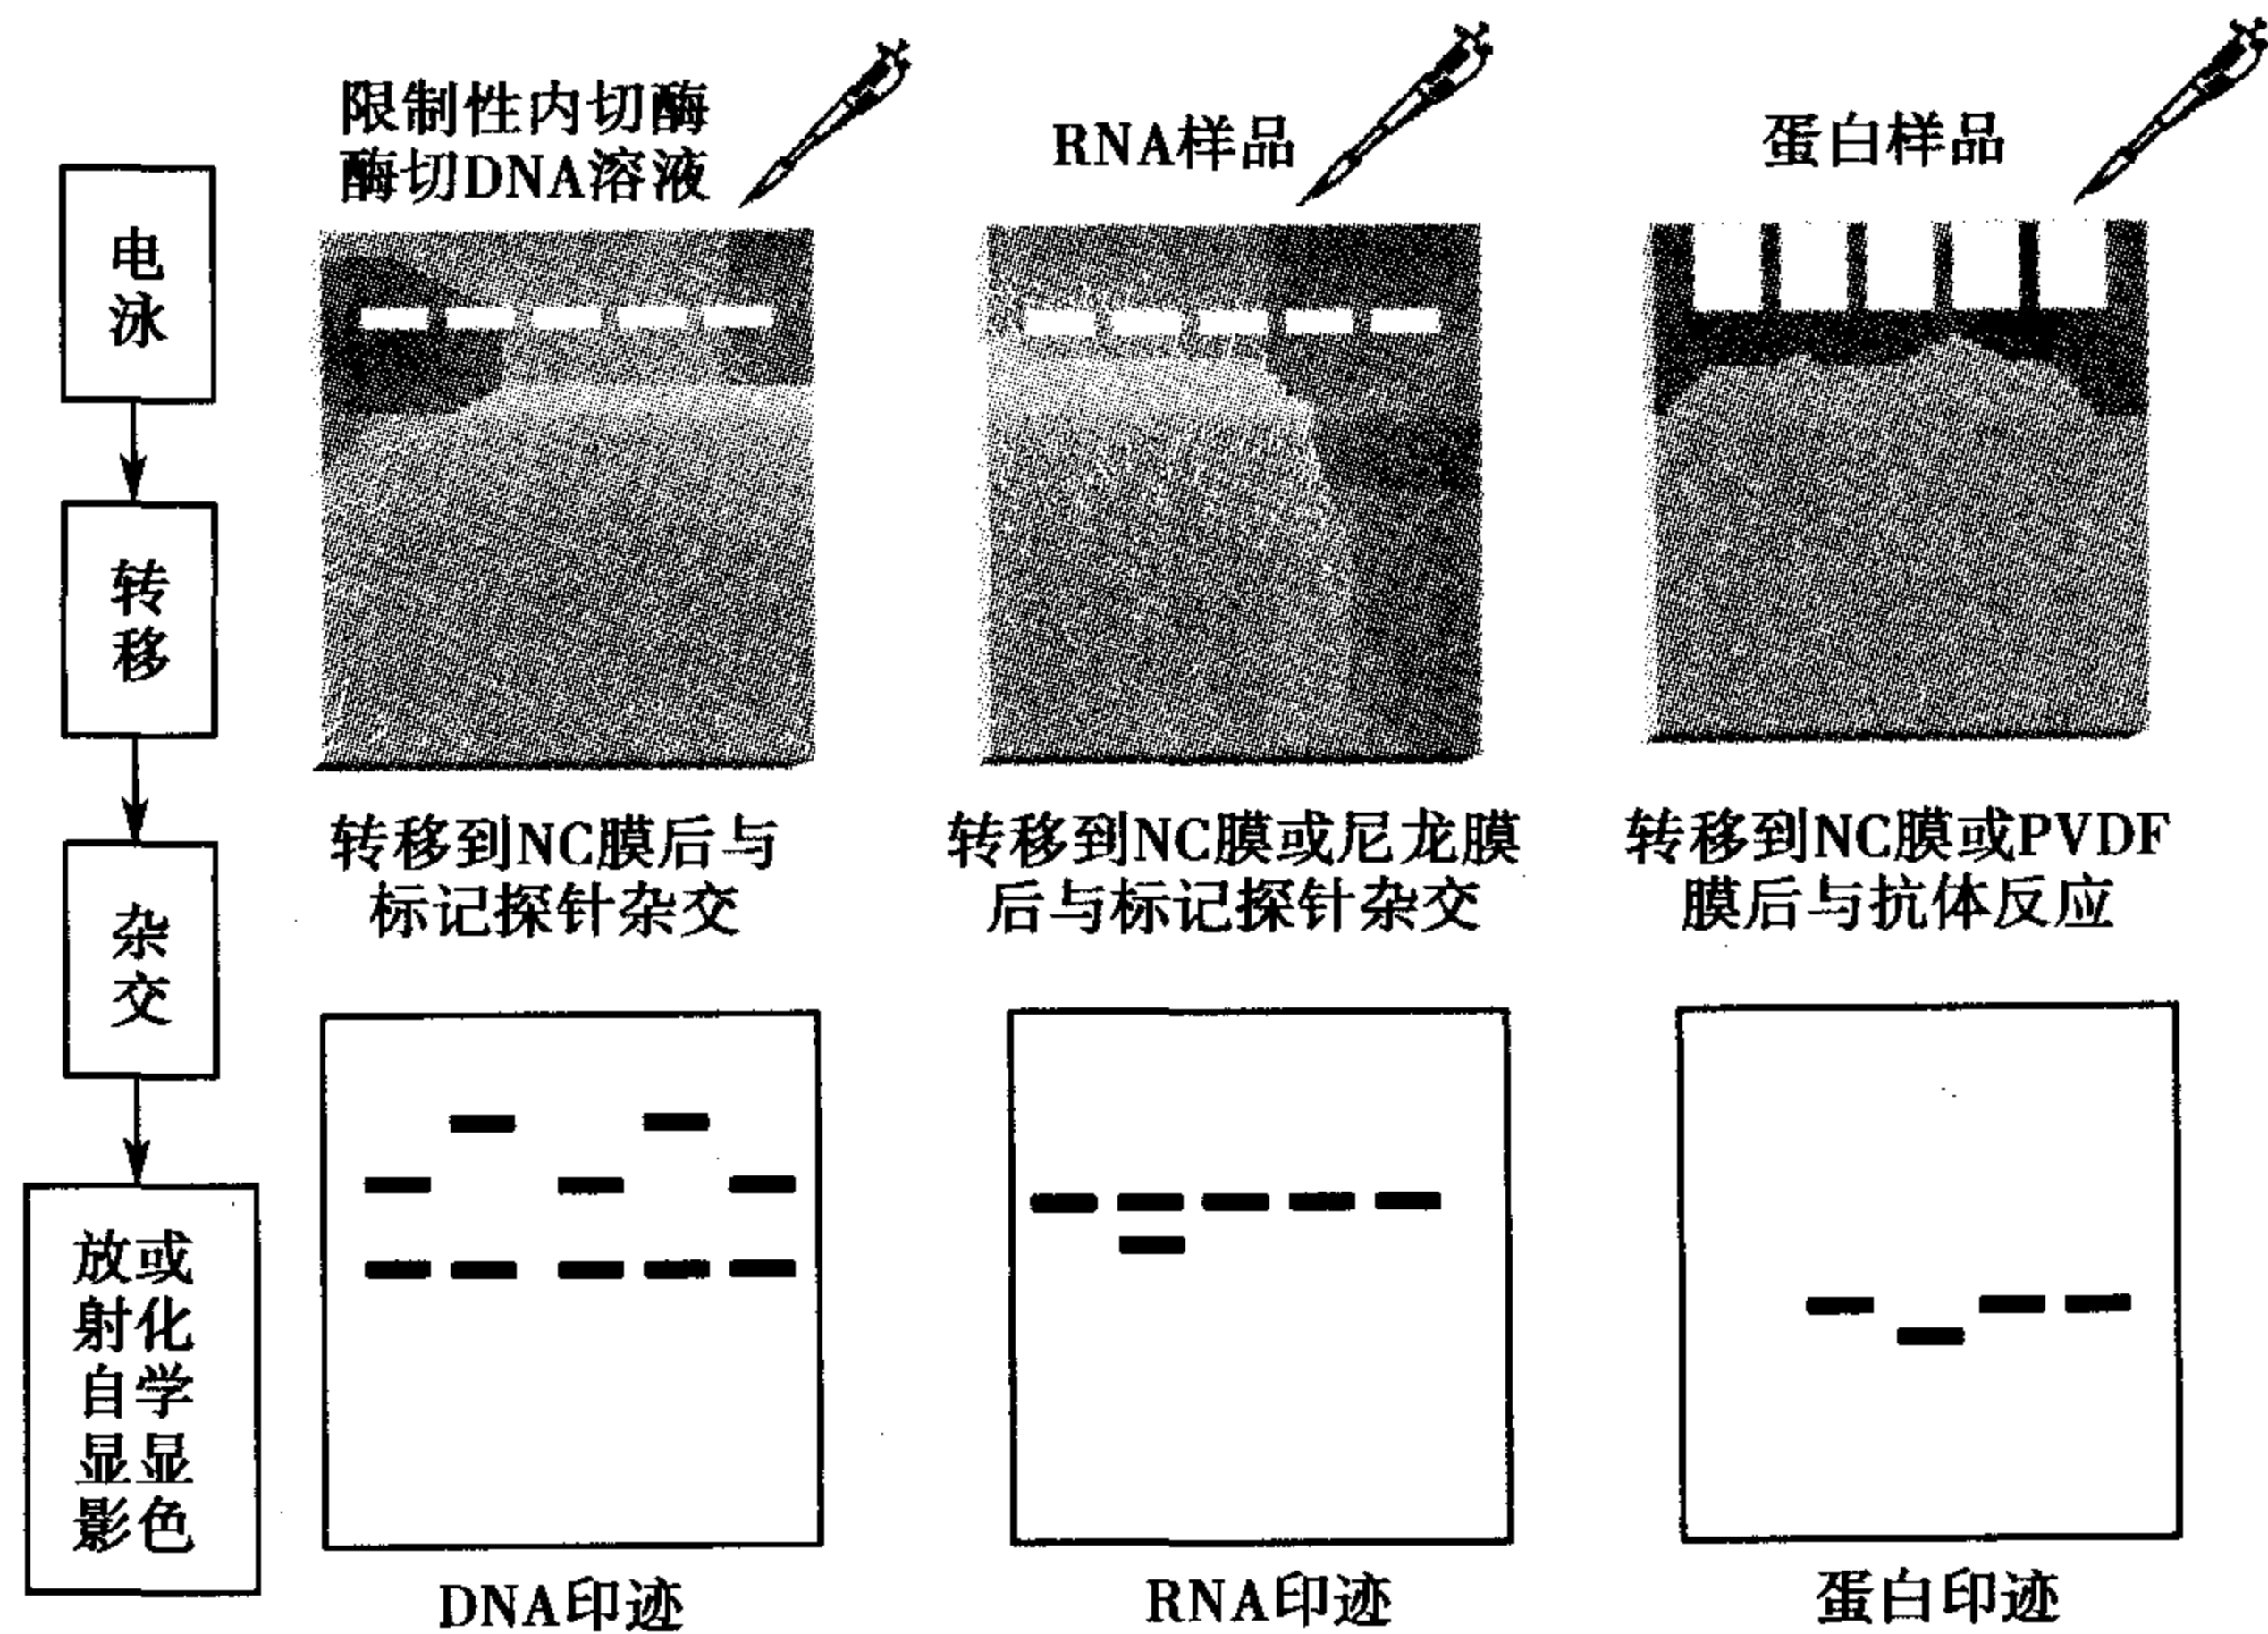 限制性内切酶
酶切DNA溶液
RNA样品
蛋白样品
电泳
转移
杂交
放射自显影
或化学显色
转移到NC膜后与
标记探针杂交
转移到NC膜或尼龙膜
后与标记探针杂交
转移到NC膜或PVDF
膜后与抗体反应
DNA印迹
RNA印迹
蛋白印迹